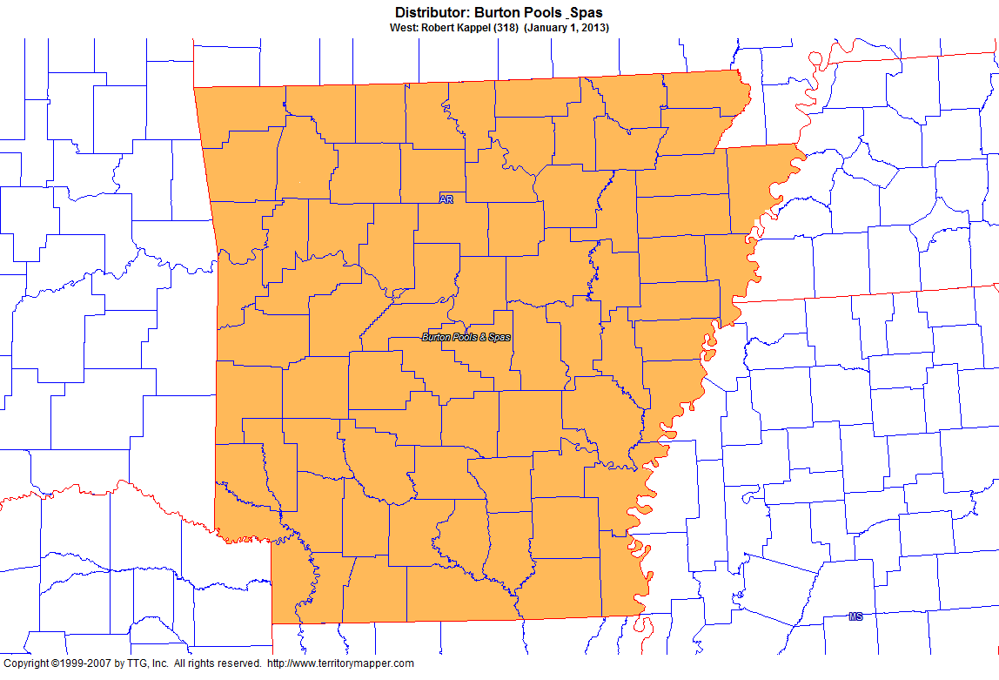 Distributor: Burton Pools _Spas
West: Robert Kappel (318) (January 1, 2013)
AR
Burton Pools & Spas
MS
Copyright ©1999-2007 by TTG, Inc. All rights reserved. http://www.territorymapper.com